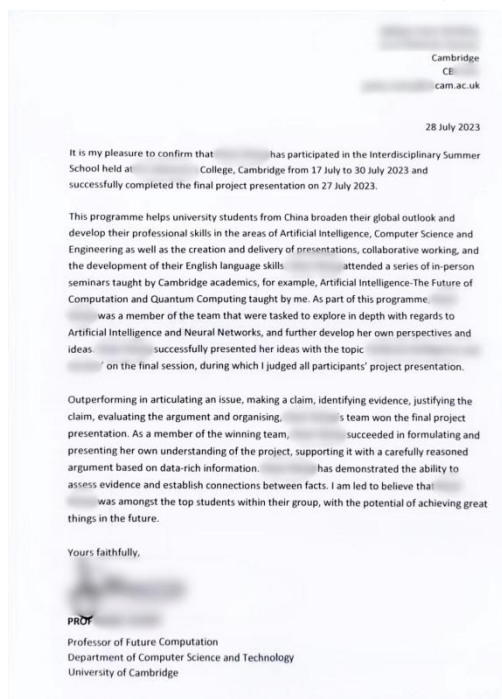 Cambridge
CB
cam.ac.uk
28 July 2023
It is my pleasure to confirm that has participated in the Interdisciplinary Summer
School held at College, Cambridge from 17 July to 30 July 2023 and
successfully completed the final project presentation on 27 July 2023.
This programme helps university students from China broaden their global outlook and
develop their professional skills in the areas of Artificial Intelligence, Computer Science and
Engineering as well as the creation and delivery of presentations, collaborative working, and
the development of their English language skills attended a series of in-person
seminars taught by Cambridge academics, for example, Artificial Intelligence-The Future of
Computation and Quantum Computing taught by me. As part of this programme,
was a member of the team that were tasked to explore in depth with regards to
Artificial Intelligence and Neural Networks, and further develop her own perspectives and
ideas. successfully presented her ideas with the topic
' on the final session, during which I judged all participants' project presentation.
Outperforming in articulating an issue, making a claim, identifying evidence, justifying the
claim, evaluating the argument and organising, s team won the final project
presentation. As a member of the winning team, succeeded in formulating and
presenting her own understanding of the project, supporting it with a carefully reasoned
argument based on data-rich information. has demonstrated the ability to
assess evidence and establish connections between facts. I am led to believe that
was amongst the top students within their group, with the potential of achieving great
things in the future.
Yours faithfully,
PROF
Professor of Future Computation
Department of Computer Science and Technology
University of Cambridge